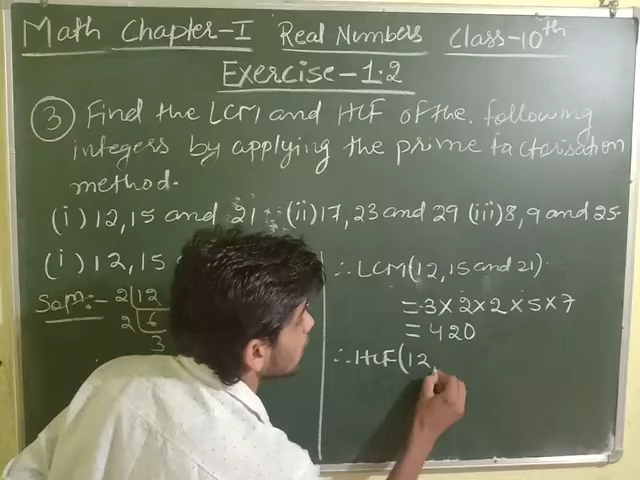 Math Chapter-I Real Numbers Class-10th
Exercise-1.2
(3) Find the LCM and HCF of the following
integers by applying the prime factorisation
method.
(i) 12, 15 and 21 (ii) 17, 23 and 29 (iii) 8, 9 and 25
(i) 12, 15
Solm:- 2 | 12
2 | 6
3
∴ LCM(12, 15 and 21)
= 3 × 2 × 2 × 5 × 7
= 420
∴ HCF(12,